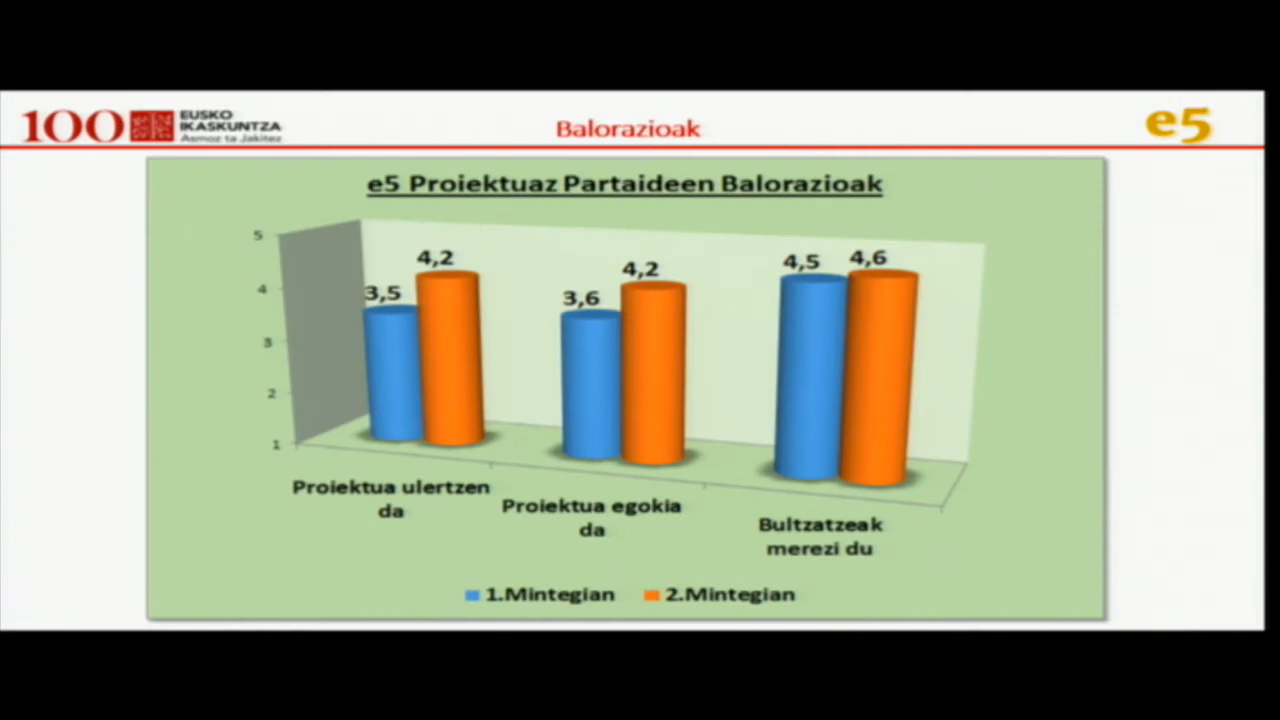 100 EUSKO
IKASKUNTZA
Asmoz ta Jakitez
Balorazioak
e5
e5 Proiektuaz Partaideen Balorazioak
5
4
3
2
1
3,5
4,2
3,6
4,2
4,5
4,6
Proiektua ulertzen
da
Proiektua egokia
da
Bultzatzeak
merezi du
1.Mintegian
2.Mintegian